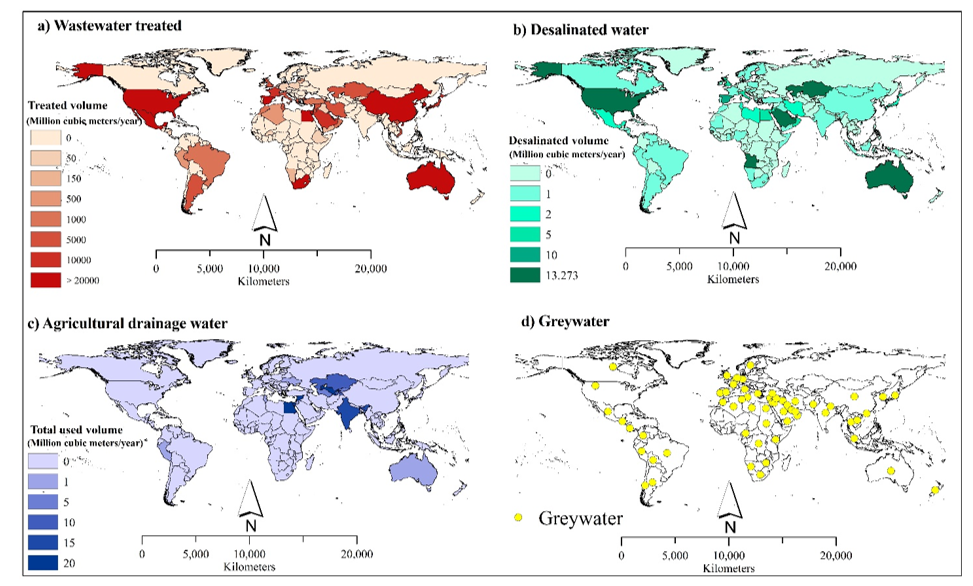 a) Wastewater treated
Treated volume
(Million cubic meters/year)
0
50
150
500
1000
5000
10000
> 20000
N
0 5,000 10,000 20,000
Kilometers
b) Desalinated water
Desalinated volume
(Million cubic meters/year)
0
1
2
5
10
13.273
N
0 5,000 10,000 20,000
Kilometers
c) Agricultural drainage water
Total used volume
(Million cubic meters/year)*
0
1
5
10
15
20
N
0 5,000 10,000 20,000
Kilometers
d) Greywater
Greywater
N
0 5,000 10,000 20,000
Kilometers